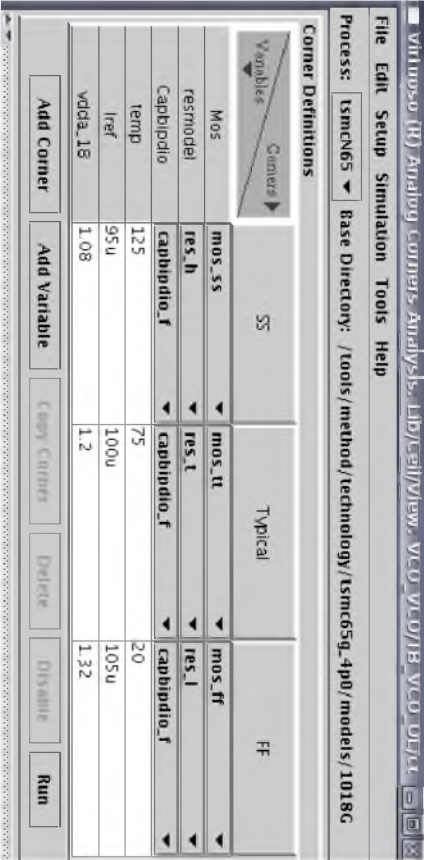 Virtuoso (R) Analog Corners Analysis. Lib/Cell/View. VCO_VCO/TB_VCO_OL/cc
File Edit Setup Simulation Tools Help
Process: tsmcN65 Base Directory: /tools/method/technology/tsmc65g_4p0/models/1018G
Corner Definitions
Corners
Variables
SS Typical FF
Mos mos_ss mos_tt mos_ff
resmodel res_h res_t res_l
Capbipdio capbipdio_f capbipdio_f capbipdio_f
temp 125 75 20
Iref 95u 100u 105u
vdda_18 1.08 1.2 1.32
Add Corner Add Variable Copy Corner Delete Disable Run